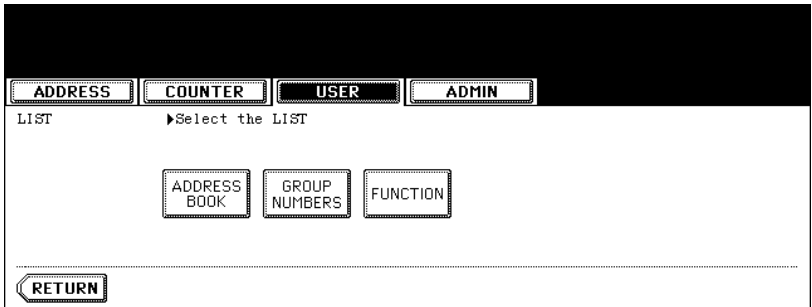 ADDRESS COUNTER USER ADMIN
LIST ▶Select the LIST
ADDRESS BOOK
GROUP NUMBERS
FUNCTION
RETURN